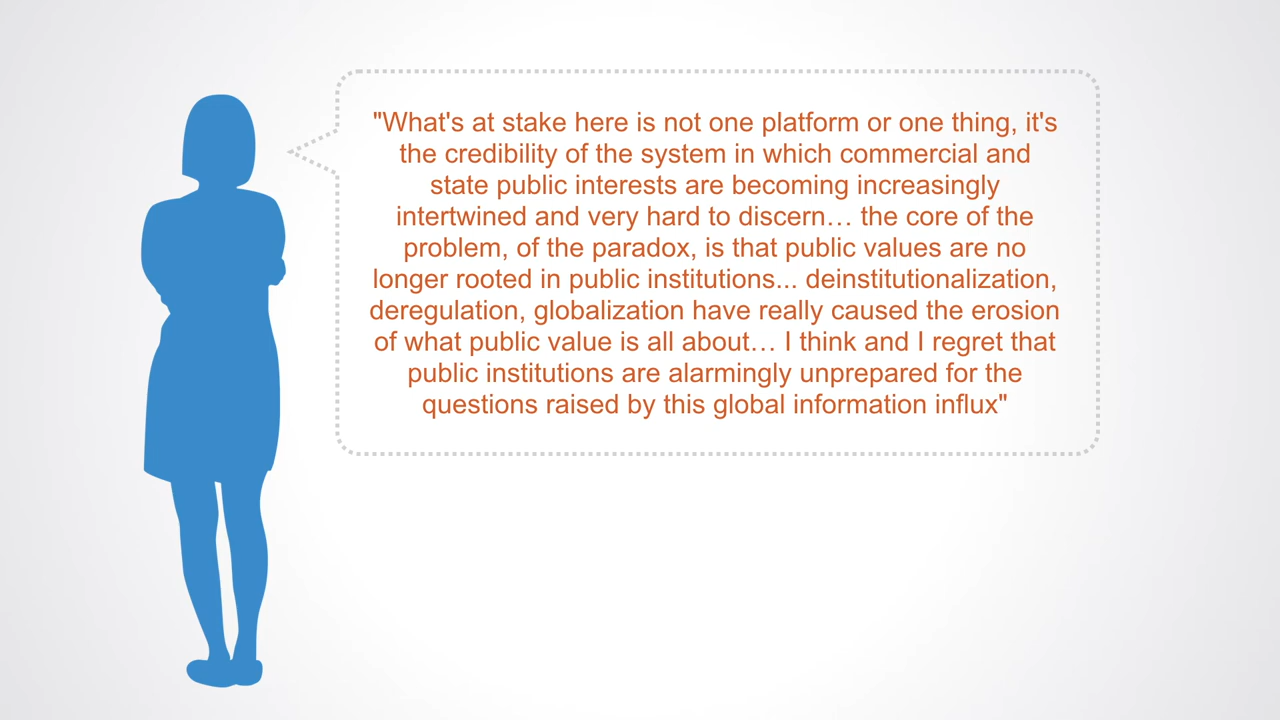 "What's at stake here is not one platform or one thing, it's
the credibility of the system in which commercial and
state public interests are becoming increasingly
intertwined and very hard to discern… the core of the
problem, of the paradox, is that public values are no
longer rooted in public institutions... deinstitutionalization,
deregulation, globalization have really caused the erosion
of what public value is all about… I think and I regret that
public institutions are alarmingly unprepared for the
questions raised by this global information influx"